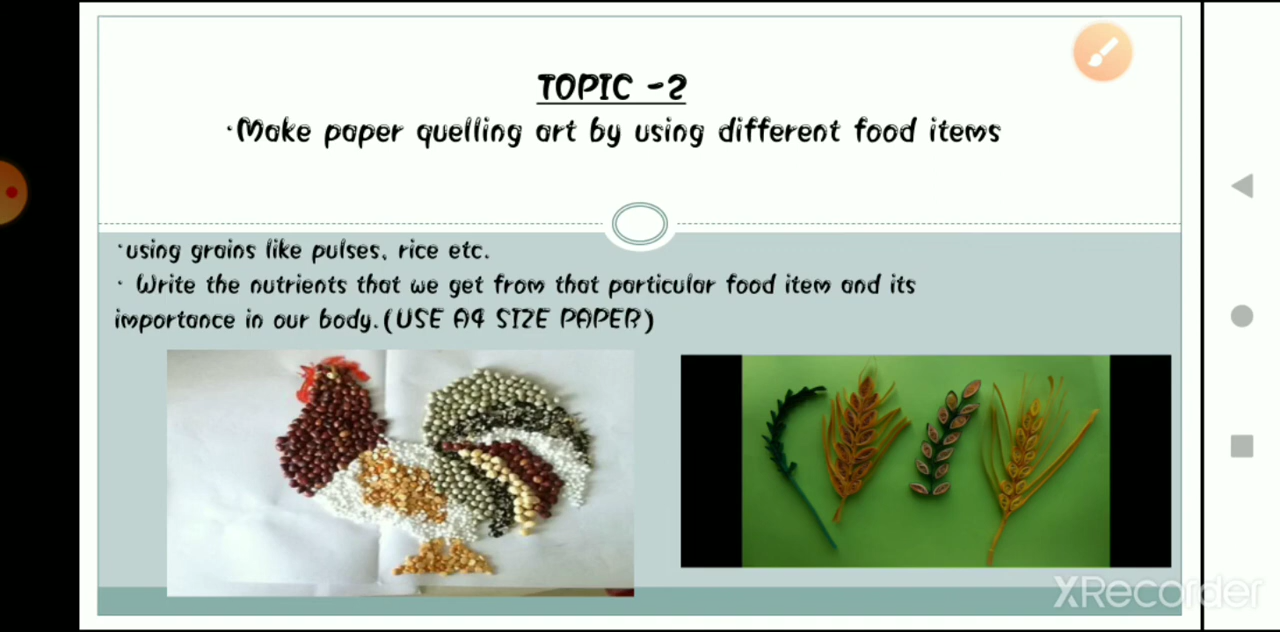 TOPIC -2
·Make paper quelling art by using different food items
·using grains like pulses, rice etc.
· Write the nutrients that we get from that particular food item and its
importance in our body.(USE A4 SIZE PAPER)
XRecorder